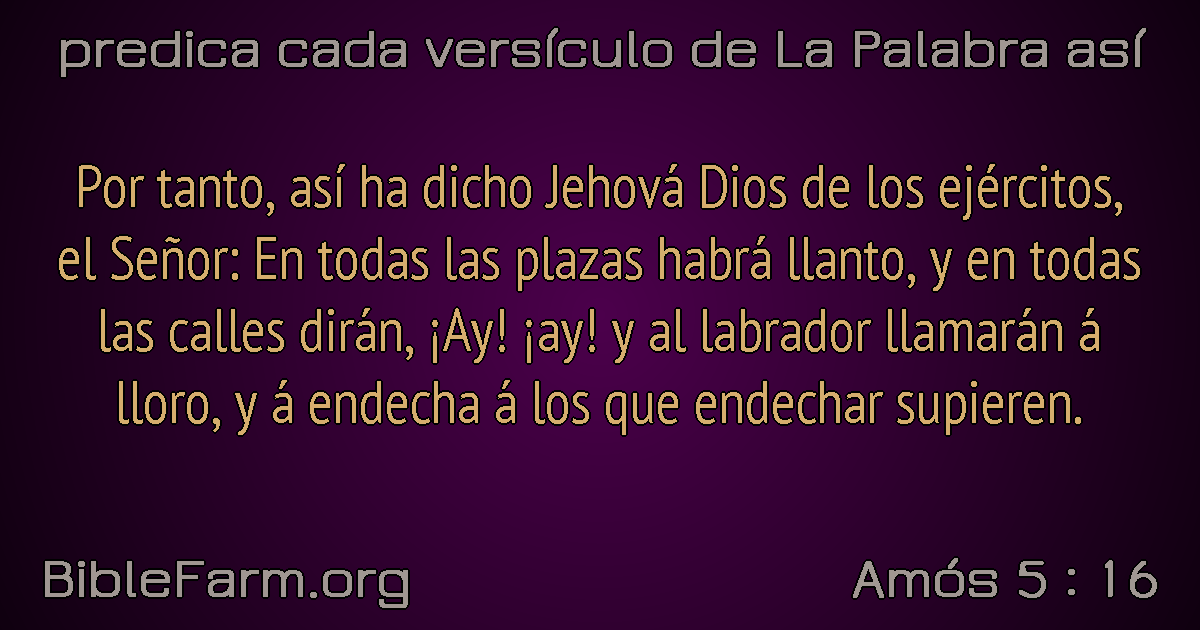 predica cada versículo de La Palabra así
Por tanto, así ha dicho Jehová Dios de los ejércitos,
el Señor: En todas las plazas habrá llanto, y en todas
las calles dirán, ¡Ay! ¡ay! y al labrador llamarán á
lloro, y á endecha á los que endechar supieren.
BibleFarm.org
Amós 5 : 16